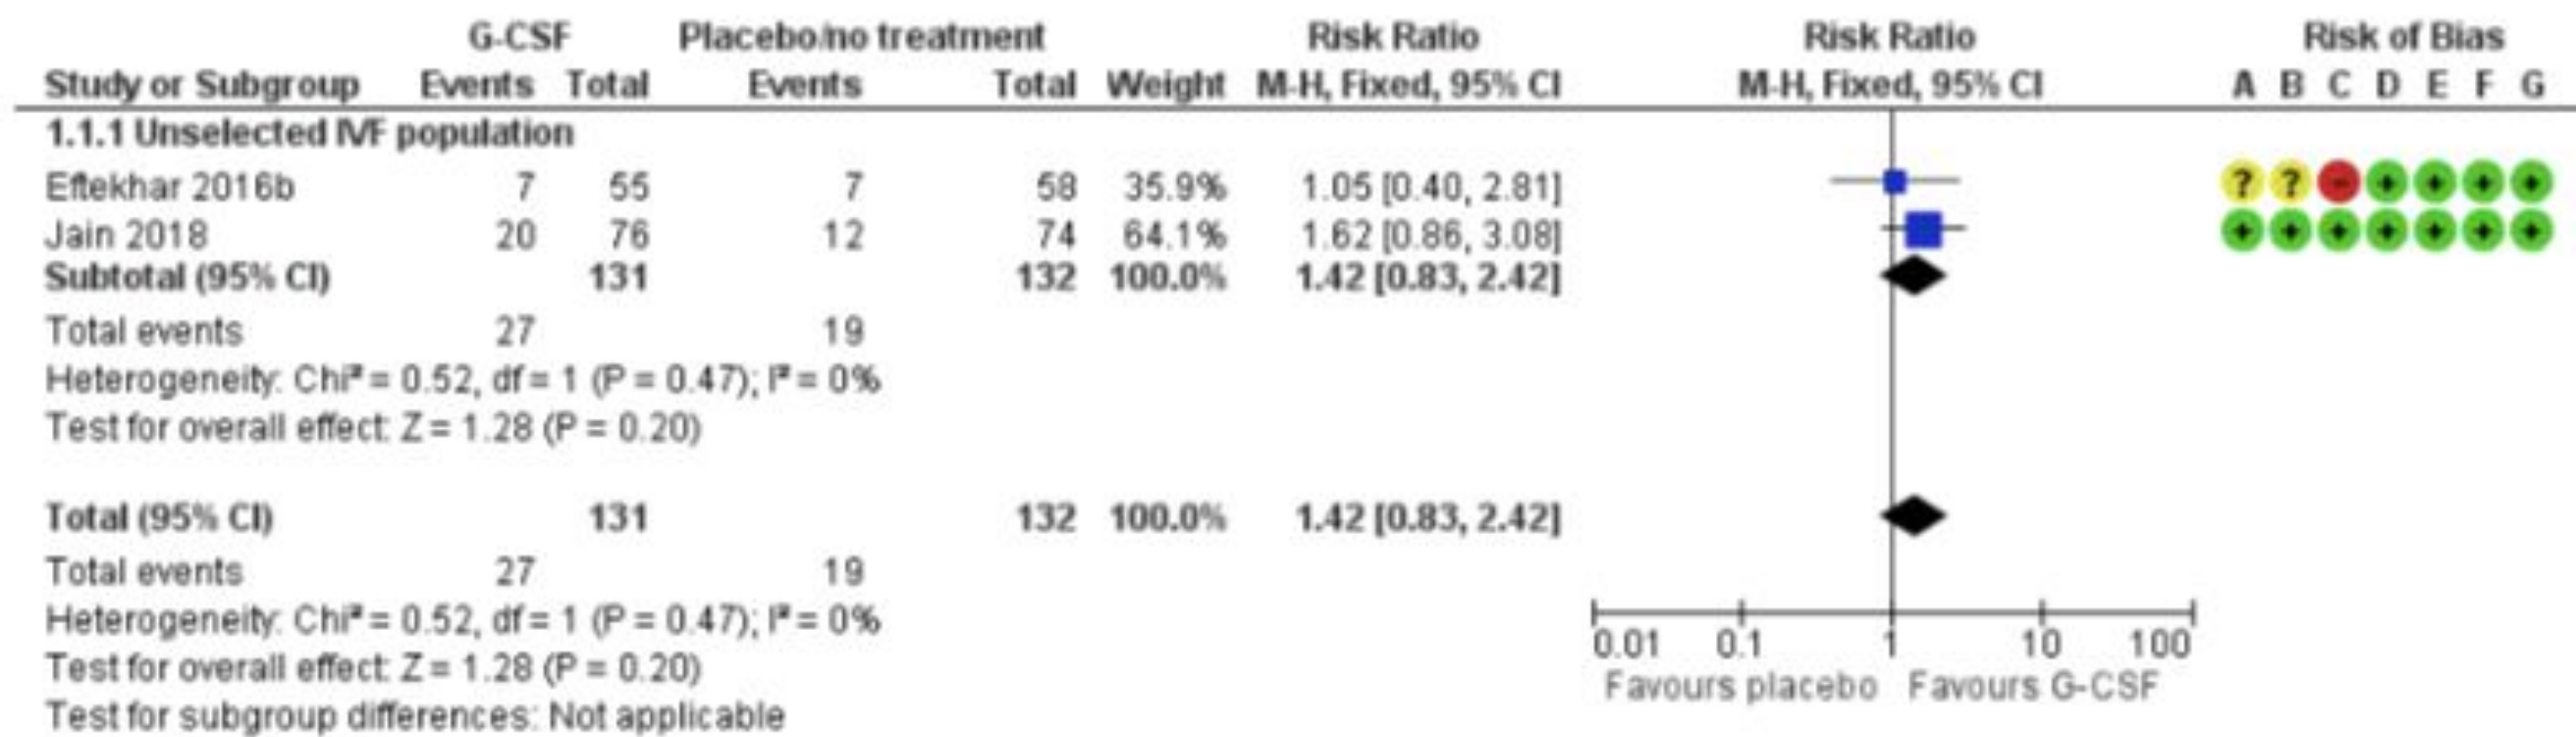 G-CSF Placebo/no treatment Risk Ratio Risk Ratio Risk of Bias
Study or Subgroup Events Total Events Total Weight M-H, Fixed, 95% CI M-H, Fixed, 95% CI A B C D E F G
1.1.1 Unselected IVF population
Eftekhar 2016b 7 55 7 58 35.9% 1.05 [0.40, 2.81] ? ? - + + + +
Jain 2018 20 76 12 74 64.1% 1.62 [0.86, 3.08] + + + + + + +
Subtotal (95% CI) 131 132 100.0% 1.42 [0.83, 2.42]
Total events 27 19
Heterogeneity: Chi² = 0.52, df = 1 (P = 0.47); I² = 0%
Test for overall effect: Z = 1.28 (P = 0.20)
Total (95% CI) 131 132 100.0% 1.42 [0.83, 2.42]
Total events 27 19
Heterogeneity: Chi² = 0.52, df = 1 (P = 0.47); I² = 0%
Test for overall effect: Z = 1.28 (P = 0.20)
Test for subgroup differences: Not applicable
0.01 0.1 1 10 100
Favours placebo Favours G-CSF